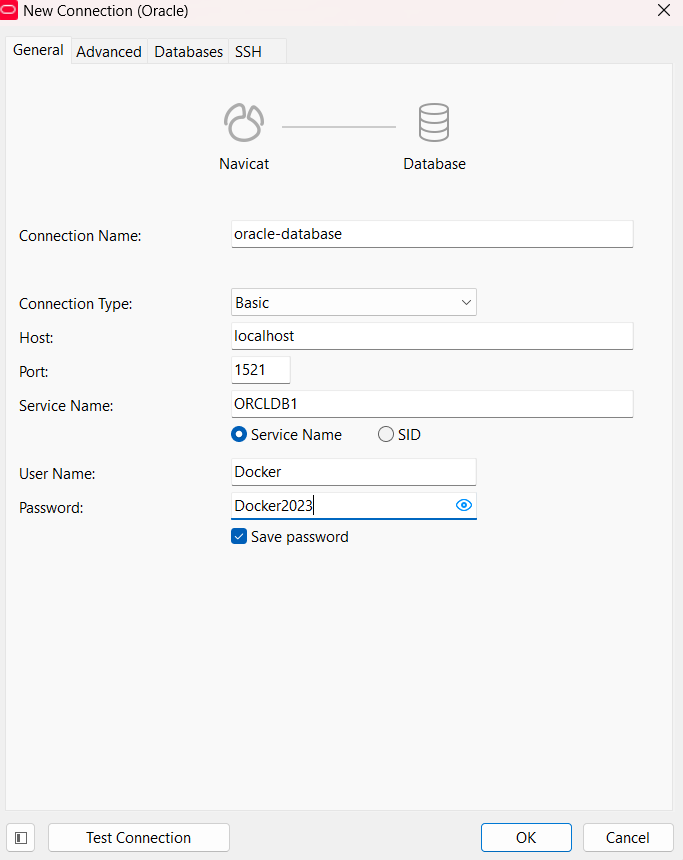 New Connection (Oracle)
General Advanced Databases SSH
Navicat Database
Connection Name: oracle-database
Connection Type: Basic
Host: localhost
Port: 1521
Service Name: ORCLDB1
Service Name SID
User Name: Docker
Password: Docker2023
Save password
Test Connection OK Cancel